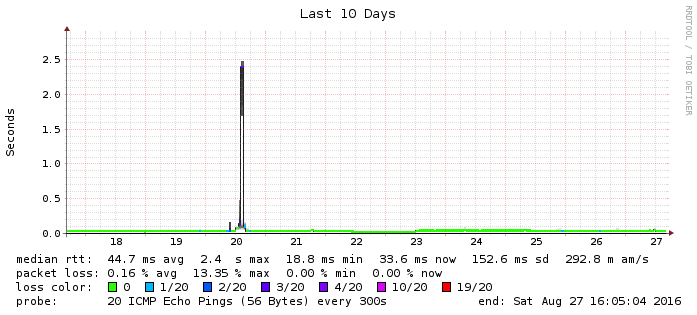 Last 10 Days
RRDTOOL / TOBI OETIKER
Seconds
2.5
2.0
1.5
1.0
0.5
0.0
18 19 20 21 22 23 24 25 26 27
median rtt: 44.7 ms avg 2.4 s max 18.8 ms min 33.6 ms now 152.6 ms sd 292.8 m am/s
packet loss: 0.16 % avg 13.35 % max 0.00 % min 0.00 % now
loss color: 0 1/20 2/20 3/20 4/20 10/20 19/20
probe: 20 ICMP Echo Pings (56 Bytes) every 300s end: Sat Aug 27 16:05:04 2016